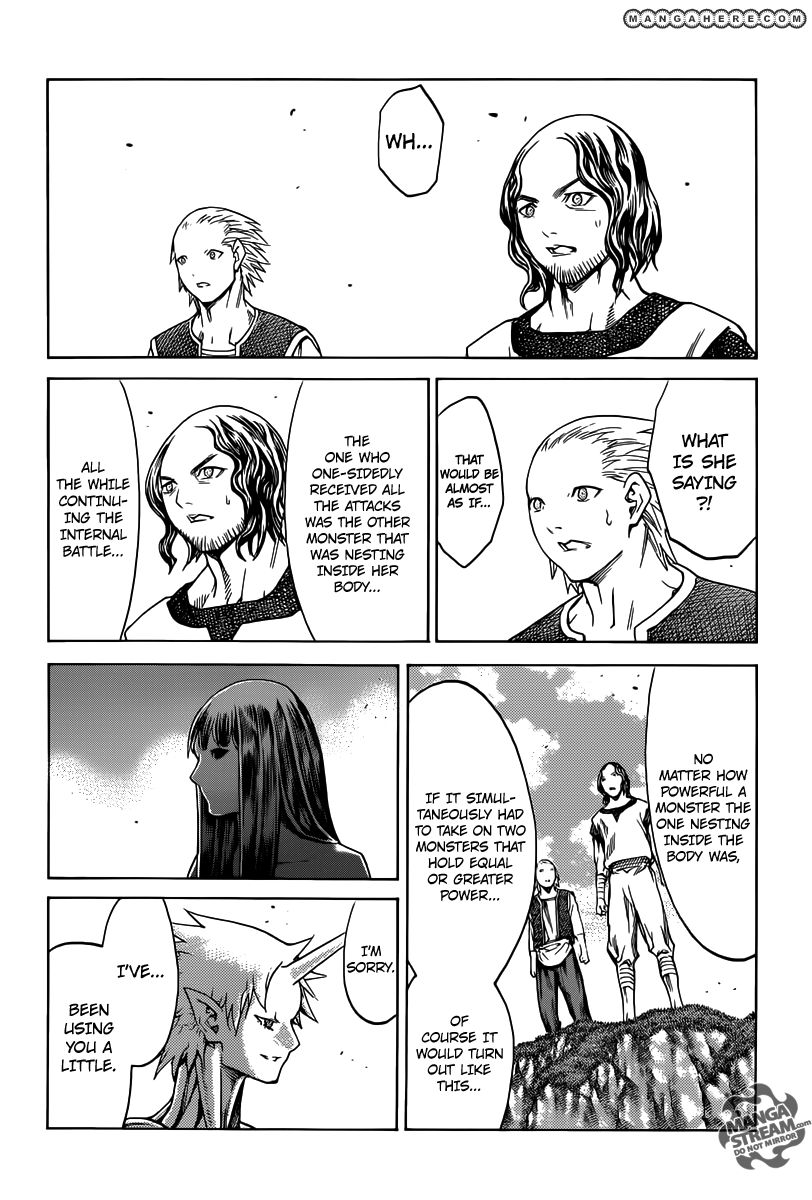 MANGAHERE.COM
WH...
WHAT
IS SHE
SAYING
?!
THAT
WOULD BE
ALMOST
AS IF...
THE
ONE WHO
ONE-SIDEDLY
RECEIVED ALL
THE ATTACKS
WAS THE OTHER
MONSTER THAT
WAS NESTING
INSIDE HER
BODY...
ALL
THE WHILE
CONTINU-
ING THE
INTERNAL
BATTLE...
NO
MATTER HOW
POWERFUL A
MONSTER THE
ONE NESTING
INSIDE THE
BODY WAS,
IF IT SIMUL-
TANEOUSLY HAD
TO TAKE ON TWO
MONSTERS THAT
HOLD EQUAL
OR GREATER
POWER...
OF
COURSE IT
WOULD TURN
OUT LIKE
THIS...
I'M
SORRY.
I'VE...
BEEN
USING
YOU A
LITTLE.
MANGA
STREAM.com
DO NOT MIRROR